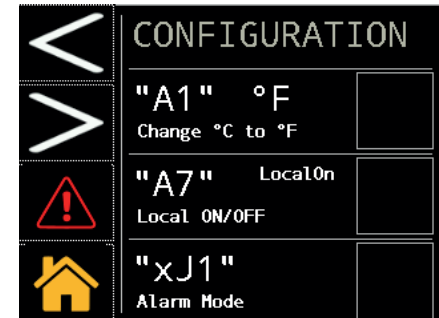 CONFIGURATION
"A1" °F
Change °C to °F
"A7" LocalOn
Local ON/OFF
"xJ1"
Alarm Mode